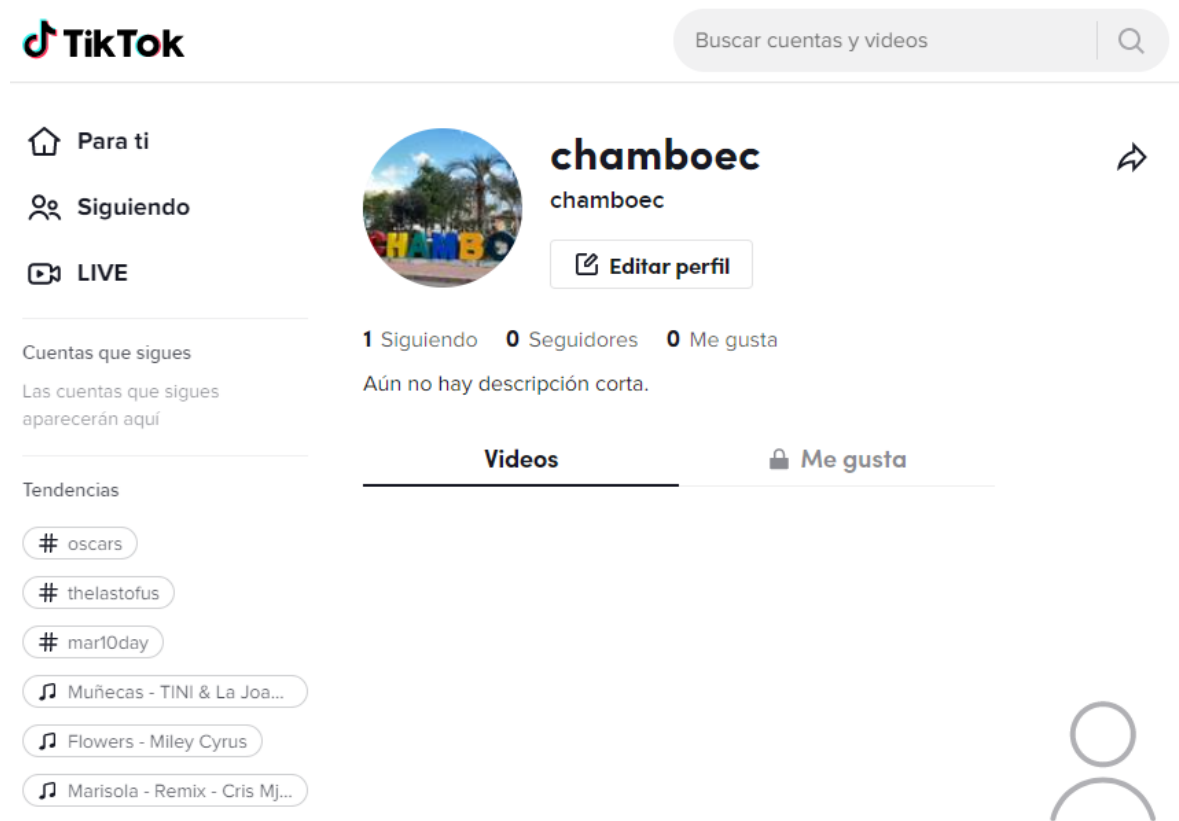 TikTok
Buscar cuentas y videos
Para ti
Siguiendo
LIVE
Cuentas que sigues
Las cuentas que sigues
aparecerán aquí
Tendencias
# oscars
# thelastofus
# mar10day
Muñecas - TINI & La Joa...
Flowers - Miley Cyrus
Marisola - Remix - Cris Mj...
CHAMBO
chamboec
chamboec
Editar perfil
1 Siguiendo 0 Seguidores 0 Me gusta
Aún no hay descripción corta.
Videos Me gusta